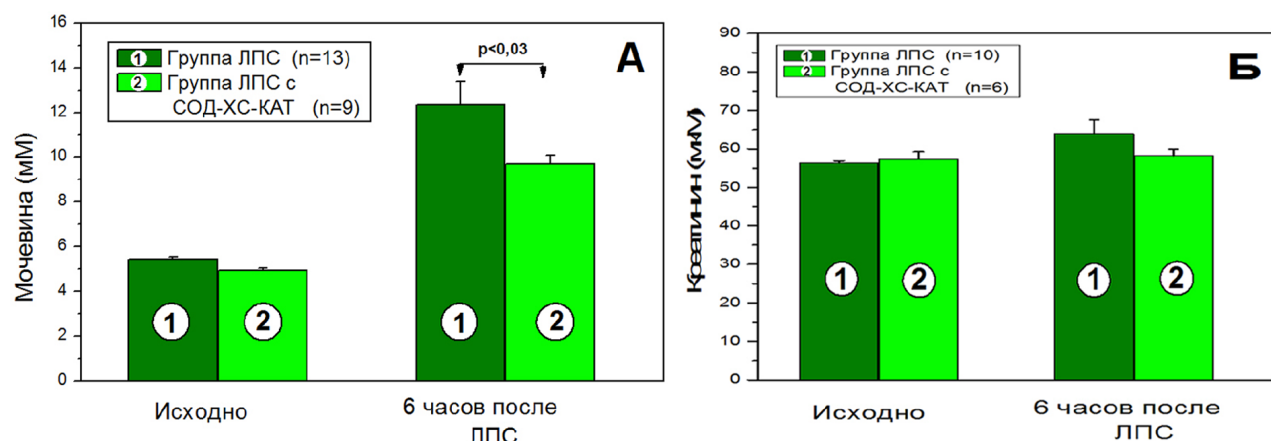 16
14
12
10
8
6
4
2
0
Мочевина (мМ)
1 Группа ЛПС (n=13)
2 Группа ЛПС с
СОД-ХС-КАТ (n=9)
p<0,03
А
1
2
1
2
Исходно
6 часов после
ЛПС
90
80
70
60
50
40
30
20
10
0
Креатинин (мкМ)
1 Группа ЛПС (n=10)
2 Группа ЛПС с
СОД-ХС-КАТ (n=6)
Б
1
2
1
2
Исходно
6 часов после
ЛПС